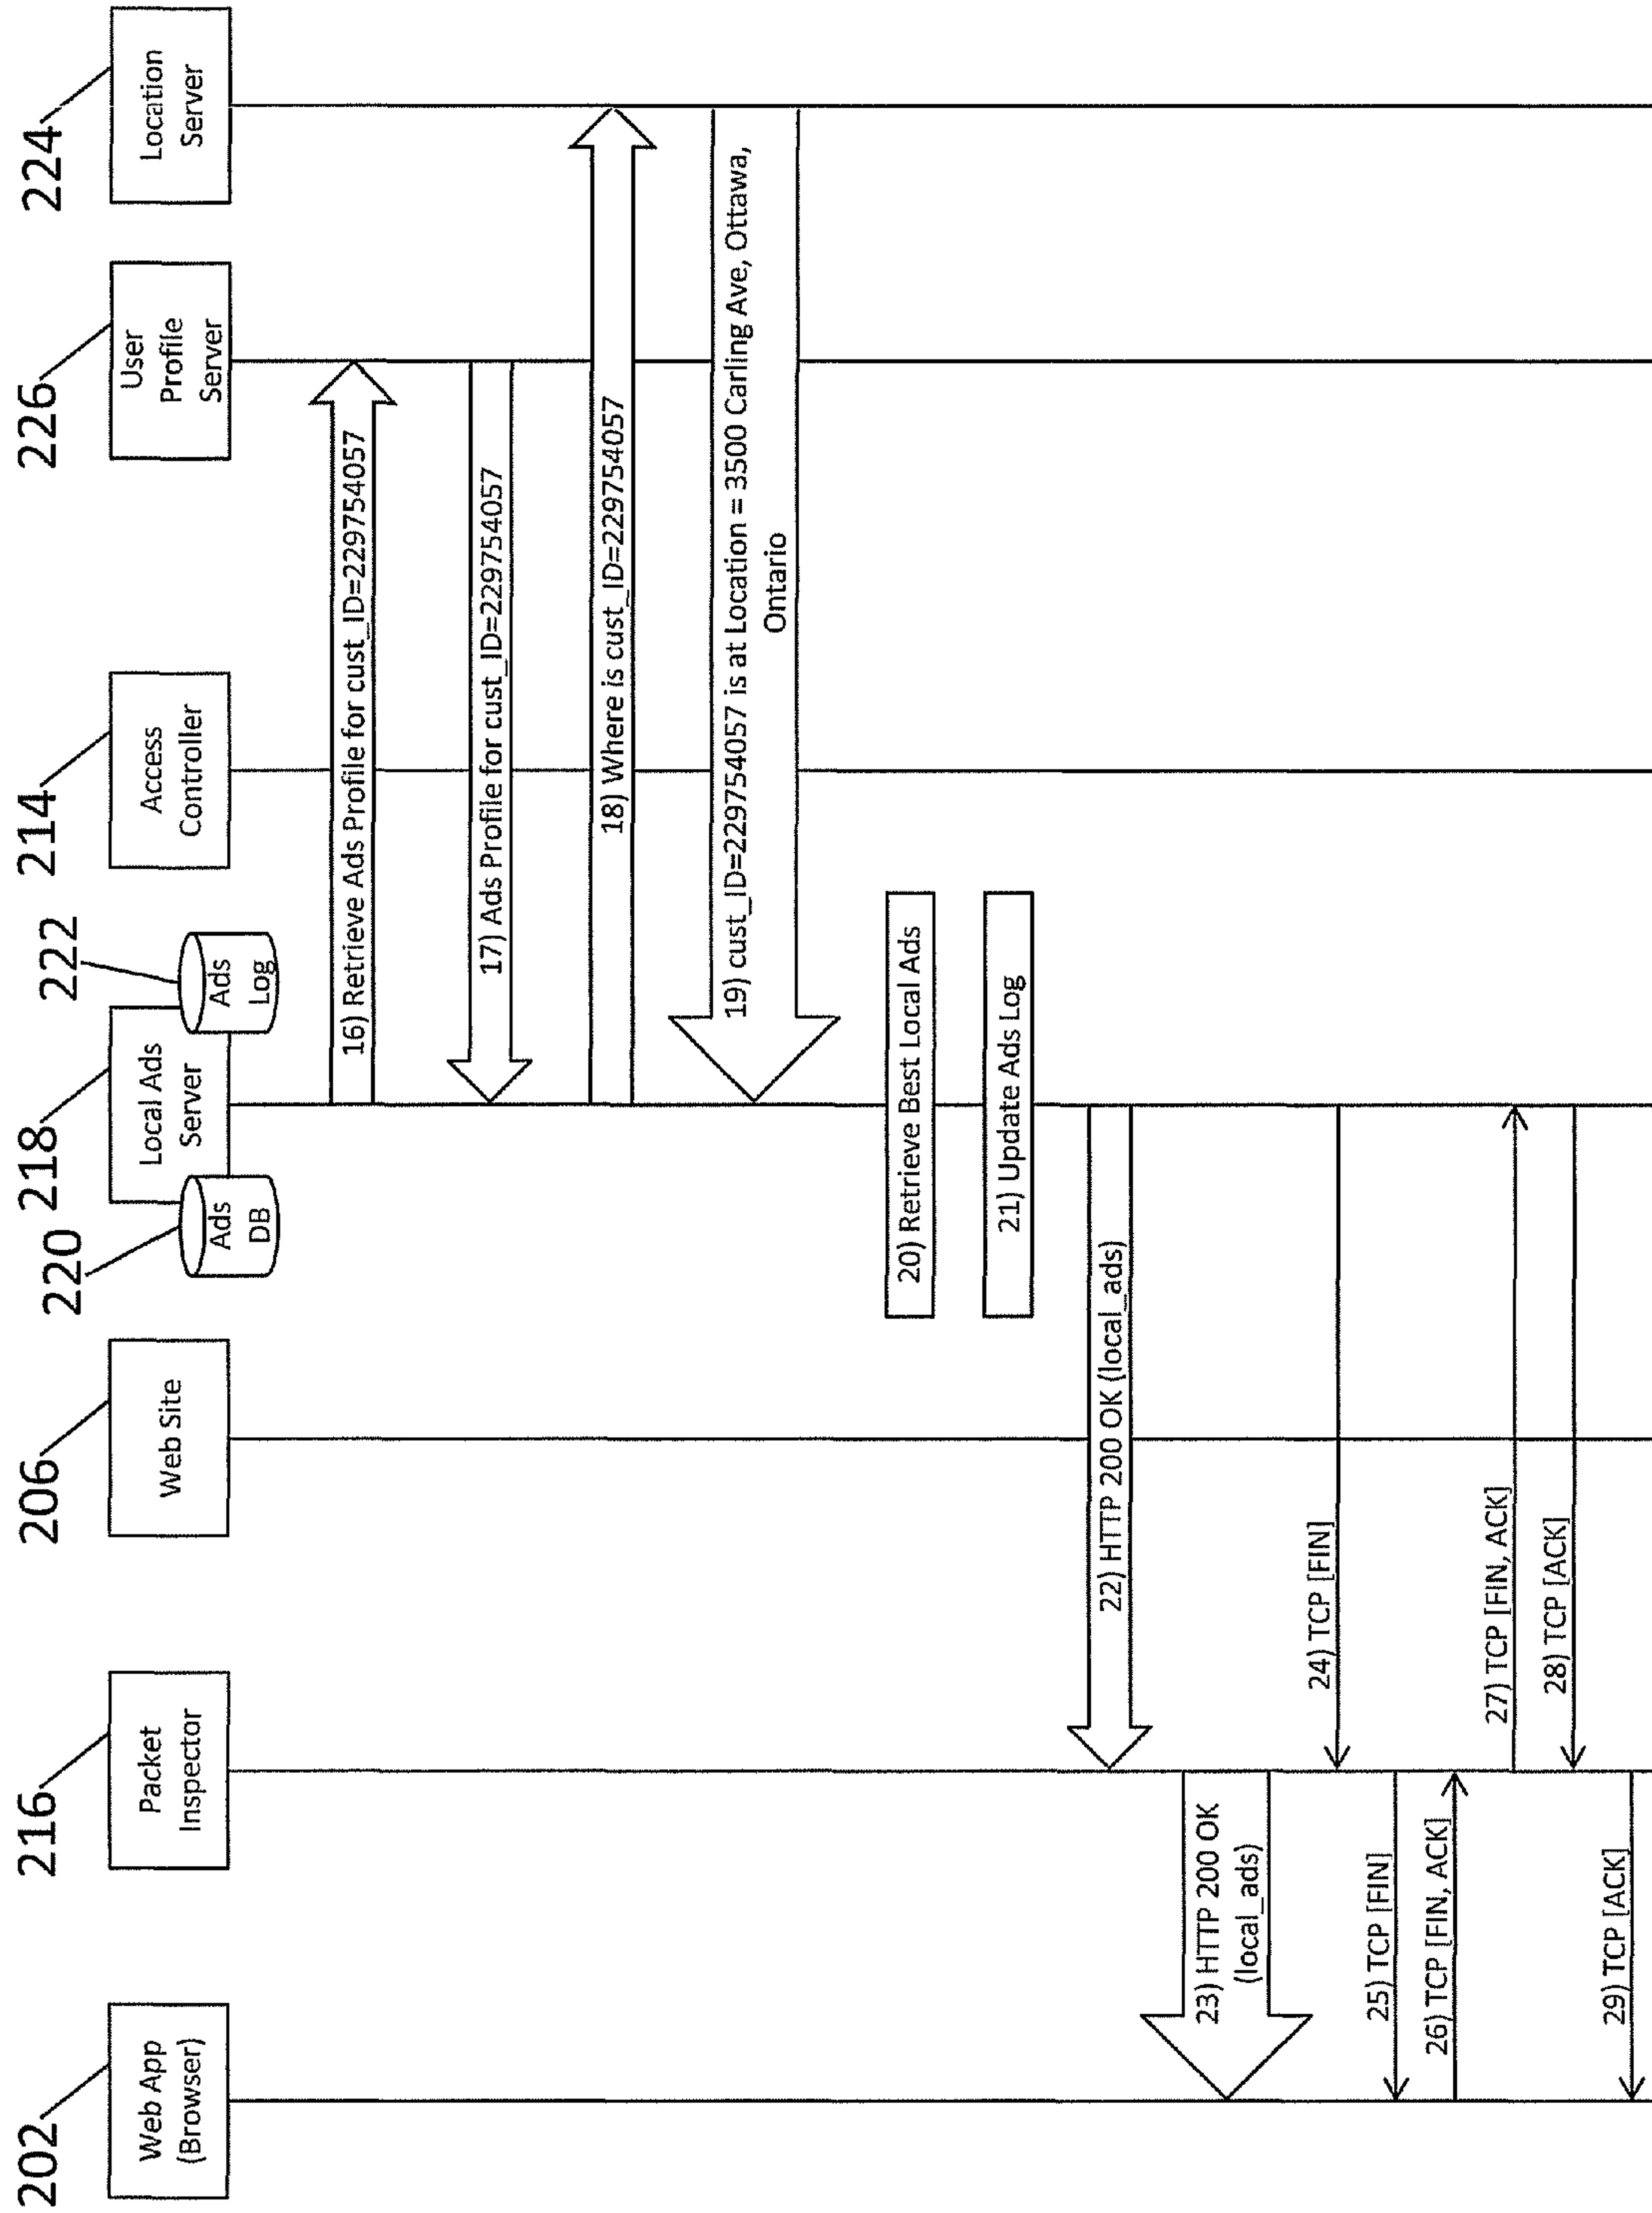 202
Web App
(Browser)
216
Packet
Inspector
206
Web Site
220
Ads
DB
218
Local Ads
Server
222
Ads
Log
214
Access
Controller
226
User
Profile
Server
224
Location
Server
16) Retrieve Ads Profile for cust_ID=229754057
17) Ads Profile for cust_ID=229754057
18) Where is cust_ID=229754057
19) cust_ID=229754057 is at Location = 3500 Carling Ave, Ottawa,
Ontario
20) Retrieve Best Local Ads
21) Update Ads Log
22) HTTP 200 OK (local_ads)
23) HTTP 200 OK
(local_ads)
24) TCP [FIN]
25) TCP [FIN]
26) TCP [FIN, ACK]
27) TCP [FIN, ACK]
28) TCP [ACK]
29) TCP [ACK]